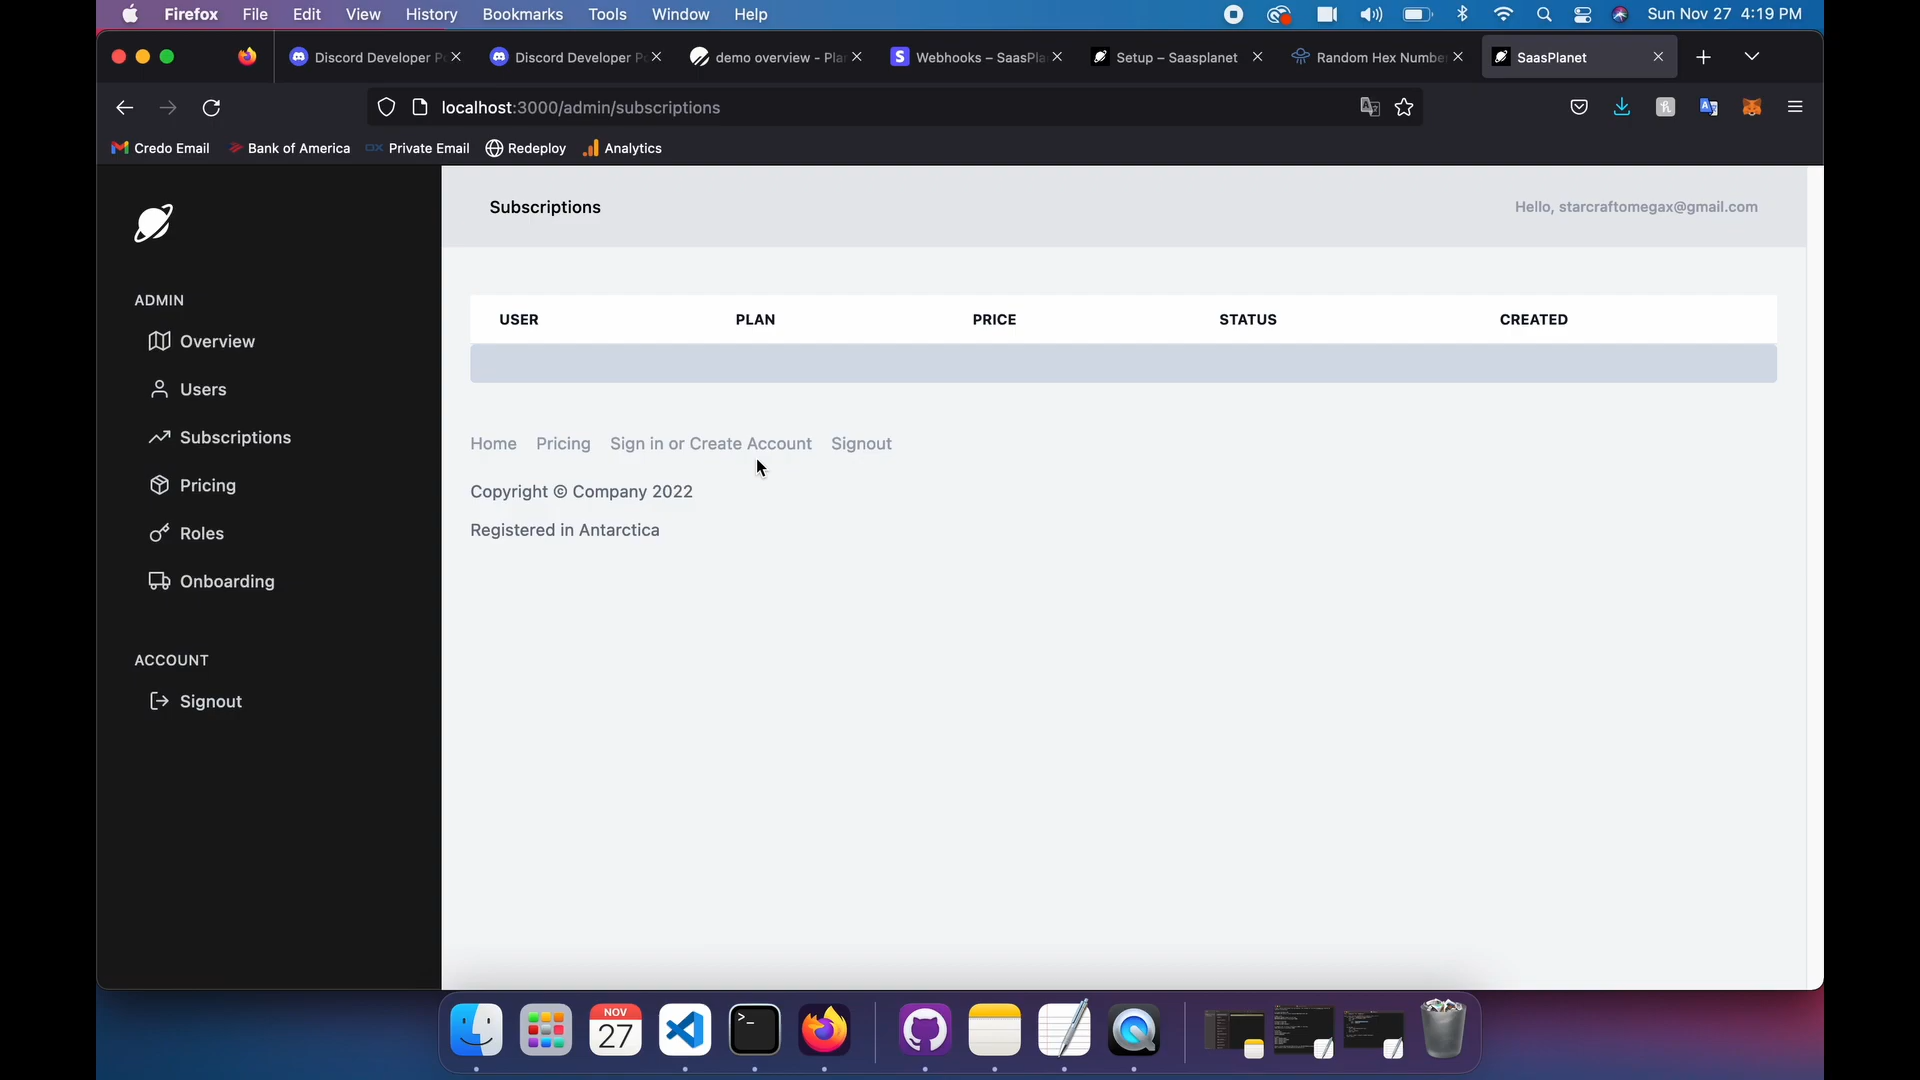 Firefox File Edit View History Bookmarks Tools Window Help Sun Nov 27 4:19 PM
Discord Developer P Discord Developer P demo overview - Pla Webhooks – SaasPla Setup – Saasplanet Random Hex Numbe SaasPlanet
localhost:3000/admin/subscriptions
Credo Email Bank of America Private Email Redeploy Analytics
Subscriptions
Hello, starcraftomegax@gmail.com
ADMIN
Overview
Users
Subscriptions
Pricing
Roles
Onboarding
ACCOUNT
Signout
USER PLAN PRICE STATUS CREATED
Home Pricing Sign in or Create Account Signout
Copyright © Company 2022
Registered in Antarctica
NOV
27